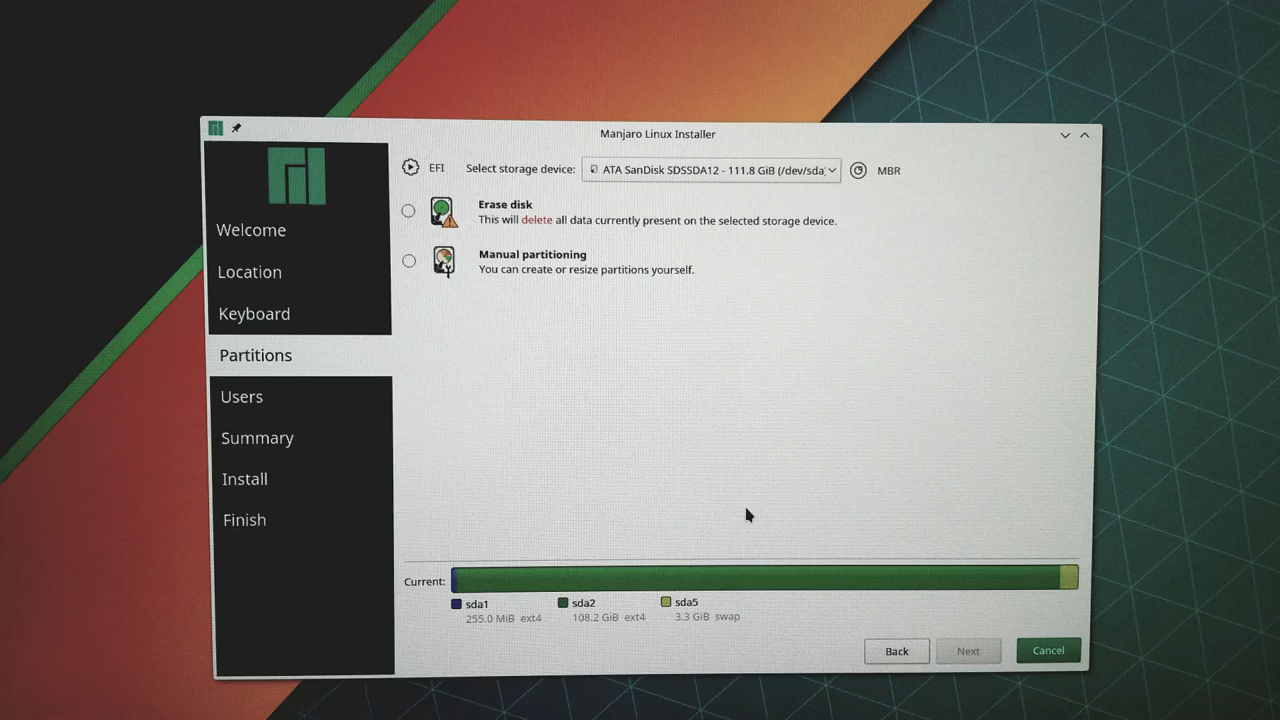 Manjaro Linux Installer
EFI Select storage device: ATA SanDisk SDSSDA12 - 111.8 GiB (/dev/sda) MBR
Erase disk
This will delete all data currently present on the selected storage device.
Manual partitioning
You can create or resize partitions yourself.
Welcome
Location
Keyboard
Partitions
Users
Summary
Install
Finish
Current:
sda1
255.0 MiB ext4
sda2
108.2 GiB ext4
sda5
3.3 GiB swap
Back
Next
Cancel